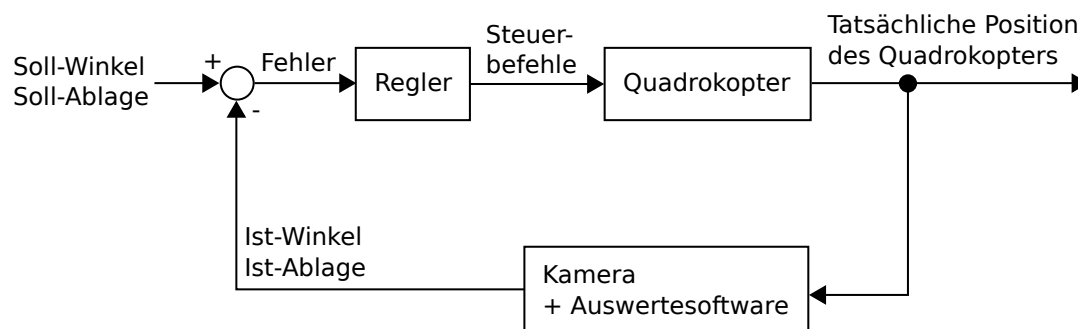 Soll-Winkel
Soll-Ablage
+
-
Fehler
Regler
Steuer-
befehle
Quadrokopter
Tatsächliche Position
des Quadrokopters
Ist-Winkel
Ist-Ablage
Kamera
+ Auswertesoftware